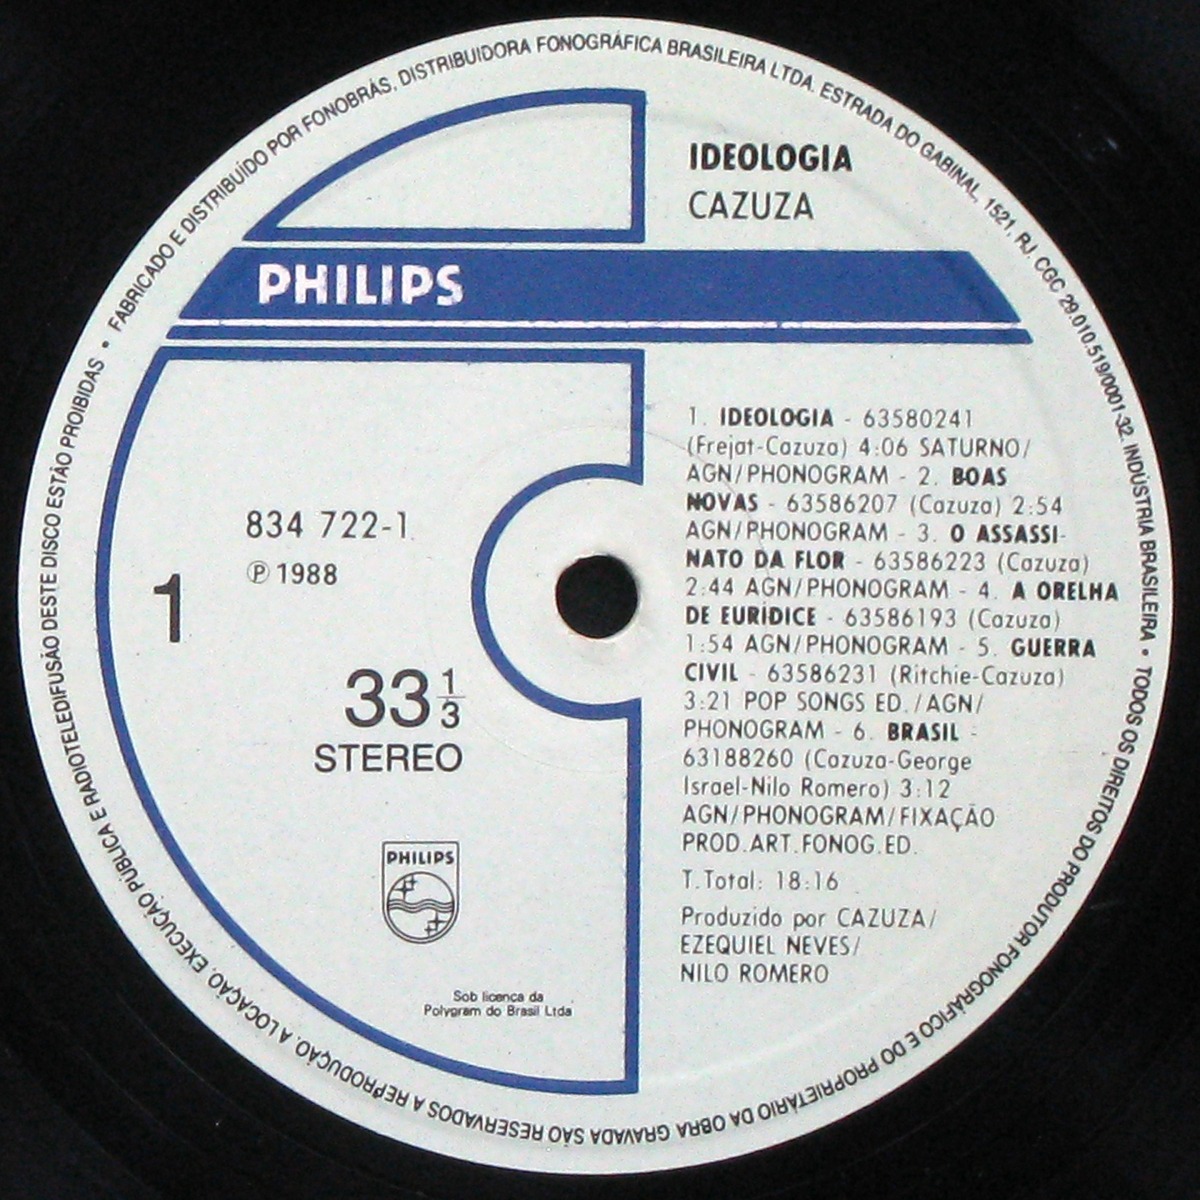 FABRICADO E DISTRIBUÍDO POR FONOBRÁS. DISTRIBUIDORA FONOGRÁFICA BRASILEIRA LTDA. ESTRADA DO GABINAL, 1521, RJ. CGC 29.010.519/0001-32. INDÚSTRIA BRASILEIRA • TODOS OS DIREITOS DO PRODUTOR FONOGRÁFICO E DO PROPRIETÁRIO DA OBRA GRAVADA SÃO RESERVADOS A REPRODUÇÃO, A LOCAÇÃO, EXECUÇÃO PÚBLICA E RADIOTELEDIFUSÃO DESTE DISCO ESTÃO PROIBIDAS •
IDEOLOGIA
CAZUZA
PHILIPS
834 722-1
℗ 1988
1
33 1/3
STEREO
PHILIPS
Sob licenca da
Polygram do Brasil Ltda
1. IDEOLOGIA - 63580241
(Frejat-Cazuza) 4:06 SATURNO/
AGN/PHONOGRAM - 2. BOAS
NOVAS - 63586207 (Cazuza) 2:54
AGN/PHONOGRAM - 3. O ASSASSI-
NATO DA FLOR - 63586223 (Cazuza)
2:44 AGN/PHONOGRAM - 4. A ORELHA
DE EURÍDICE - 63586193 (Cazuza)
1:54 AGN/PHONOGRAM - 5. GUERRA
CIVIL - 63586231 (Ritchie-Cazuza)
3:21 POP SONGS ED./AGN/
PHONOGRAM - 6. BRASIL -
63188260 (Cazuza-George
Israel-Nilo Romero) 3:12
AGN/PHONOGRAM/FIXAÇÃO
PROD.ART.FONOG.ED.
T.Total: 18:16
Produzido por CAZUZA/
EZEQUIEL NEVES/
NILO ROMERO